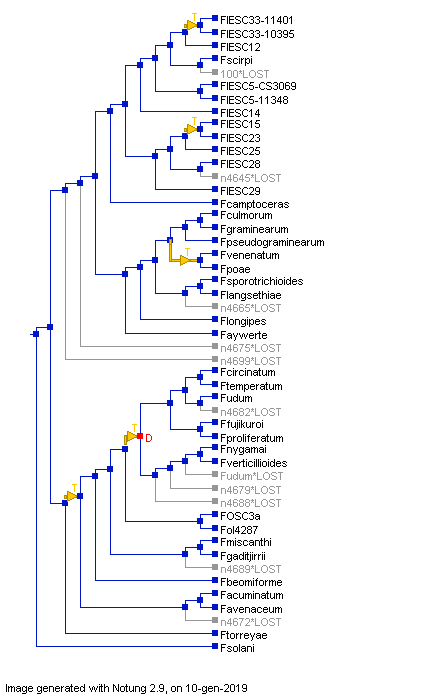 T
FIESC33-11401
FIESC33-10395
FIESC12
Fscirpi
100*LOST
FIESC5-CS3069
FIESC5-11348
FIESC14
T
FIESC15
FIESC23
FIESC25
FIESC28
n4645*LOST
FIESC29
Fcamptoceras
Fculmorum
Fgraminearum
Fpseudograminearum
T
Fvenenatum
Fpoae
Fsporotrichioides
Flangsethiae
n4665*LOST
Flongipes
Faywerte
n4675*LOST
n4699*LOST
Fcircinatum
Ftemperatum
Fudum
n4682*LOST
Ffujikuroi
T
D
Fproliferatum
Fnygamai
Fverticillioides
Fudum*LOST
n4679*LOST
T
n4688*LOST
FOSC3a
Fol4287
Fmiscanthi
Fgaditjirrii
n4689*LOST
Fbeomiforme
Facuminatum
Favenaceum
n4672*LOST
Ftorreyae
Fsolani
Image generated with Notung 2.9, on 10-gen-2019